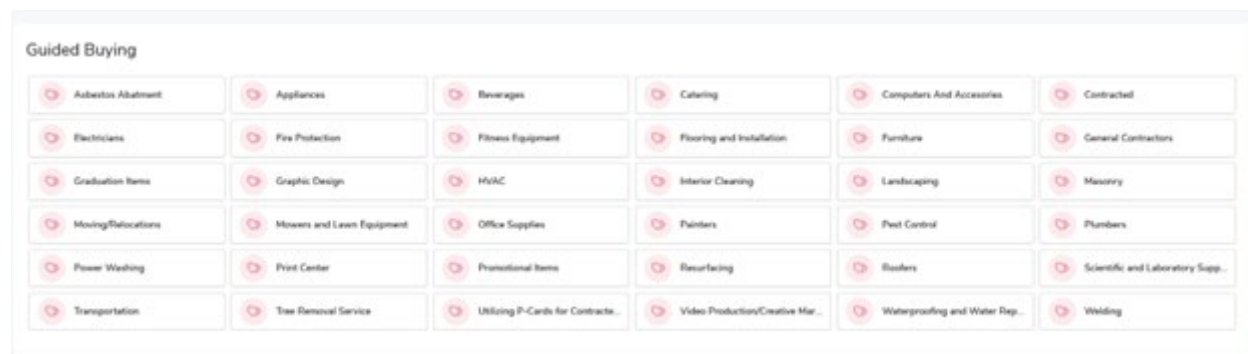 Guided Buying
Asbestos Abatment
Appliances
Beverages
Catering
Computers And Accesories
Contracted
Electricians
Fire Protection
Fitness Equipment
Flooring and Installation
Furniture
General Contractors
Graduation Items
Graphic Design
HVAC
Interior Cleaning
Landscaping
Masonry
Moving/Relocations
Mowers and Lawn Equipment
Office Supplies
Painters
Pest Control
Plumbers
Power Washing
Print Center
Promotional Items
Resurfacing
Roofers
Scientific and Laboratory Supp...
Transportation
Tree Removal Service
Utilizing P-Cards for Contracte...
Video Production/Creative Mar...
Waterproofing and Water Rep...
Welding